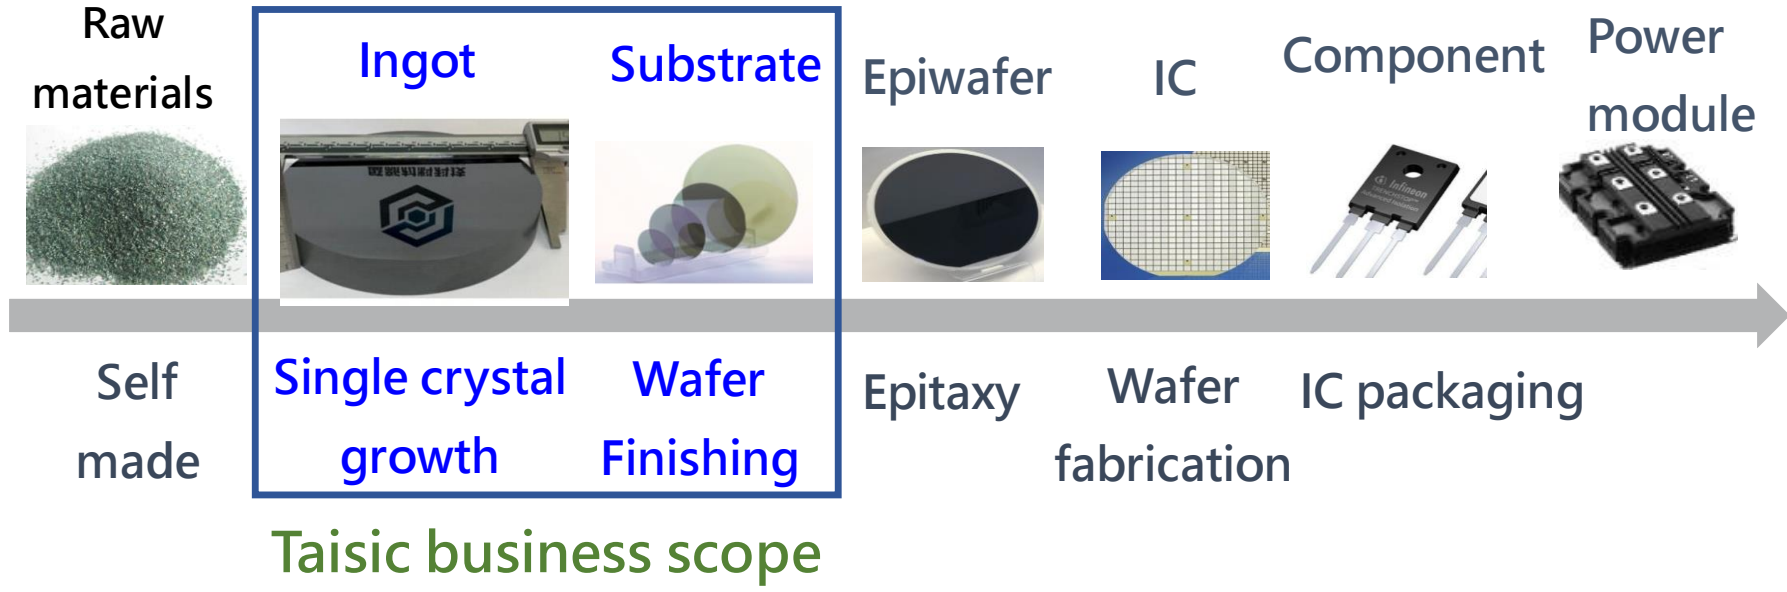 Raw
materials
Ingot
Substrate
Epiwafer
IC
Component
Power
module
Infineon
Self
made
Single crystal
growth
Wafer
Finishing
Epitaxy
Wafer
fabrication
IC packaging
Taisic business scope